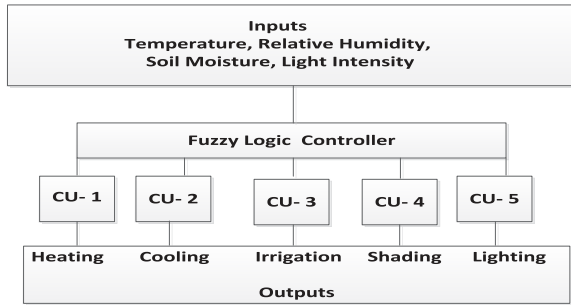 Inputs
Temperature, Relative Humidity,
Soil Moisture, Light Intensity
Fuzzy Logic Controller
CU- 1 CU- 2 CU- 3 CU- 4 CU- 5
Heating Cooling Irrigation Shading Lighting
Outputs